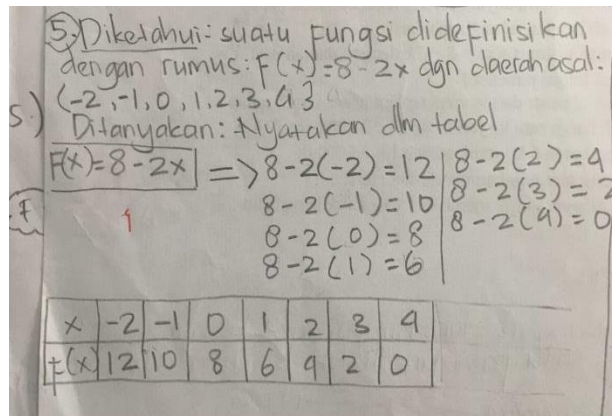 5. Diketahui: suatu Fungsi didefinisikan
dengan rumus: F(x)=8-2x dgn daerah asal:
{-2,-1,0,1,2,3,4}
5.) Ditanyakan: Nyatakan dlm tabel
F(x)=8-2x => 8-2(-2)=12 | 8-2(2)=4
8-2(-1)=10 | 8-2(3)=2
8-2(0)=8 | 8-2(4)=0
8-2(1)=6
x | -2 | -1 | 0 | 1 | 2 | 3 | 4
F(x) | 12 | 10 | 8 | 6 | 4 | 2 | 0